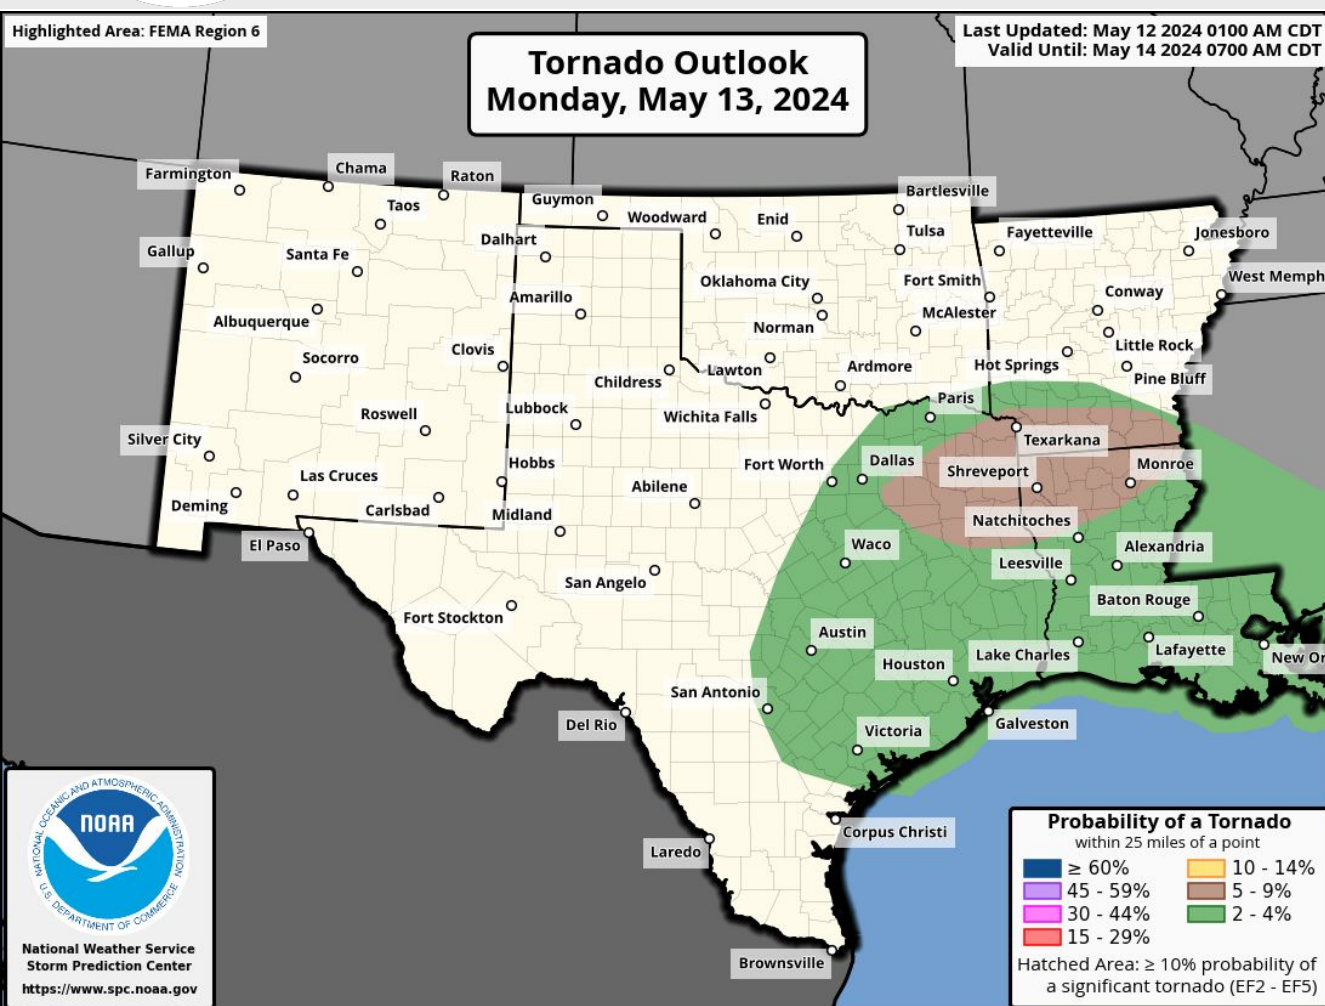 Highlighted Area: FEMA Region 6
Last Updated: May 12 2024 0100 AM CDT
Valid Until: May 14 2024 0700 AM CDT
Tornado Outlook
Monday, May 13, 2024
Farmington
Chama
Raton
Taos
Guymon
Woodward
Enid
Bartlesville
Tulsa
Fayetteville
Jonesboro
Gallup
Santa Fe
Dalhart
Oklahoma City
Fort Smith
Conway
West Memph
Albuquerque
Amarillo
Norman
McAlester
Little Rock
Socorro
Clovis
Childress
Lawton
Ardmore
Hot Springs
Pine Bluff
Roswell
Lubbock
Wichita Falls
Paris
Texarkana
Silver City
Las Cruces
Hobbs
Fort Worth
Dallas
Shreveport
Monroe
Deming
Carlsbad
Midland
Abilene
Natchitoches
El Paso
San Angelo
Waco
Leesville
Alexandria
Fort Stockton
Austin
Baton Rouge
Houston
Lake Charles
Lafayette
New Or
Del Rio
San Antonio
Victoria
Galveston
Laredo
Corpus Christi
Brownsville
NATIONAL OCEANIC AND ATMOSPHERIC ADMINISTRATION
NOAA
U.S. DEPARTMENT OF COMMERCE
National Weather Service
Storm Prediction Center
https://www.spc.noaa.gov
Probability of a Tornado
within 25 miles of a point
≥ 60%
45 - 59%
30 - 44%
15 - 29%
10 - 14%
5 - 9%
2 - 4%
Hatched Area: ≥ 10% probability of
a significant tornado (EF2 - EF5)